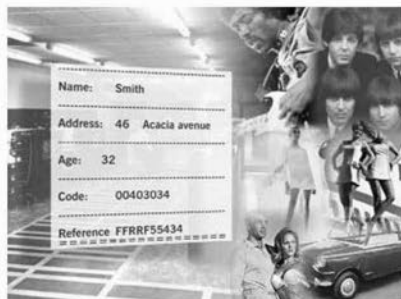 Name: Smith
Address: 46 Acacia avenue
Age: 32
Code: 00403034
Reference FFRRF55434